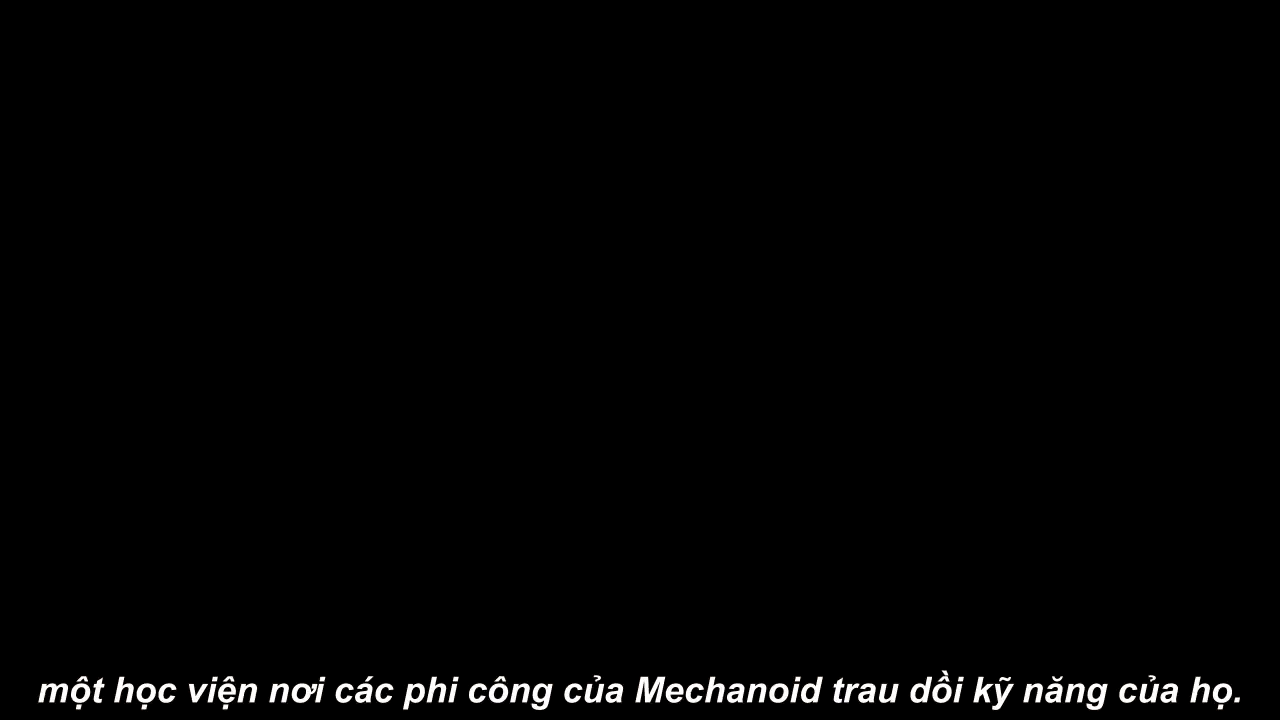 một học viện nơi các phi công của Mechanoid trau dồi kỹ năng của họ.